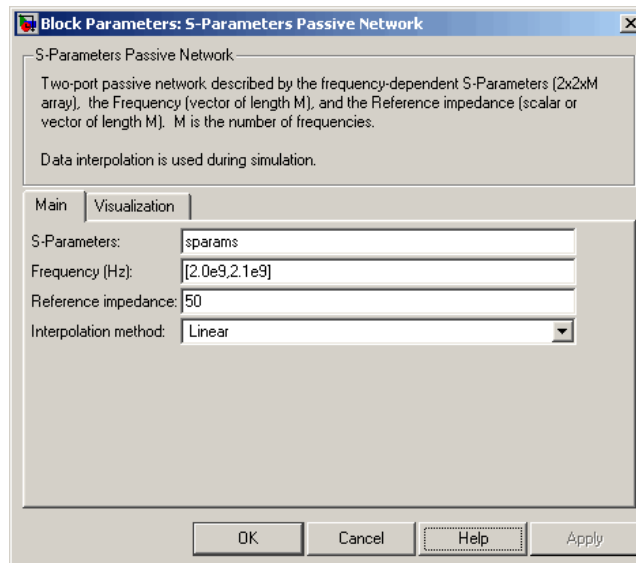 Block Parameters: S-Parameters Passive Network
S-Parameters Passive Network
Two-port passive network described by the frequency-dependent S-Parameters (2x2xM
array), the Frequency (vector of length M), and the Reference impedance (scalar or
vector of length M). M is the number of frequencies.
Data interpolation is used during simulation.
Main Visualization
S-Parameters: sparams
Frequency (Hz): [2.0e9,2.1e9]
Reference impedance: 50
Interpolation method: Linear
OK Cancel Help Apply